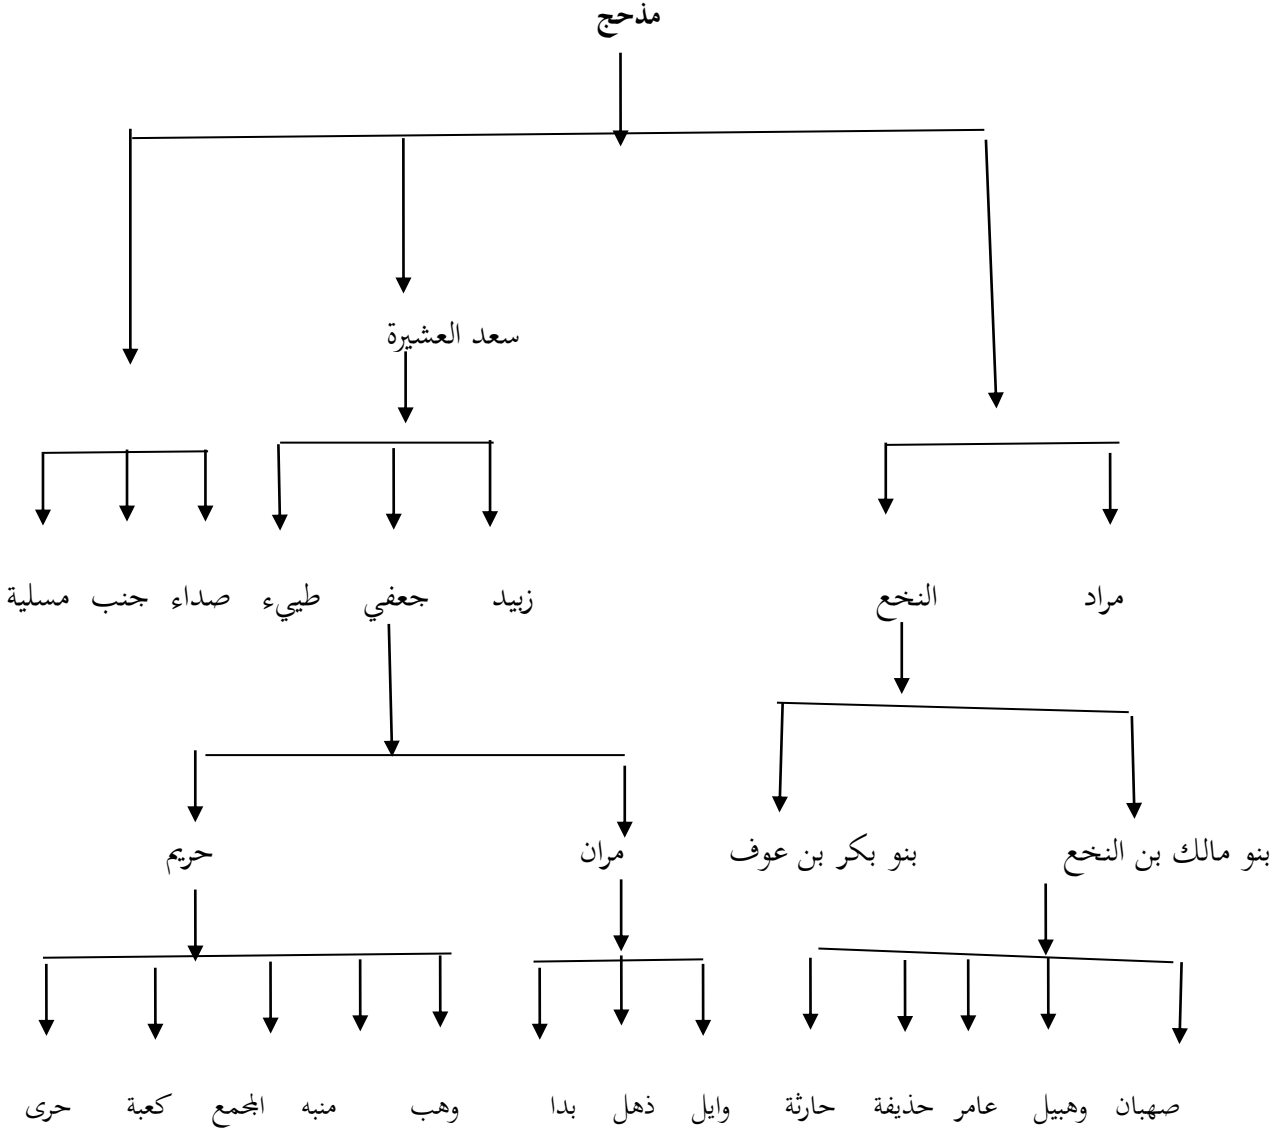 مذحج
سعد العشيرة
مراد النخع زبيد جعفي طييء صداء جنب مسلية
بنو مالك بن النخع بنو بكر بن عوف مران حريم
صهبان وهبيل عامر حذيفة حارثة وايل ذهل بدا وهب منبه المجمع كعبة حرى